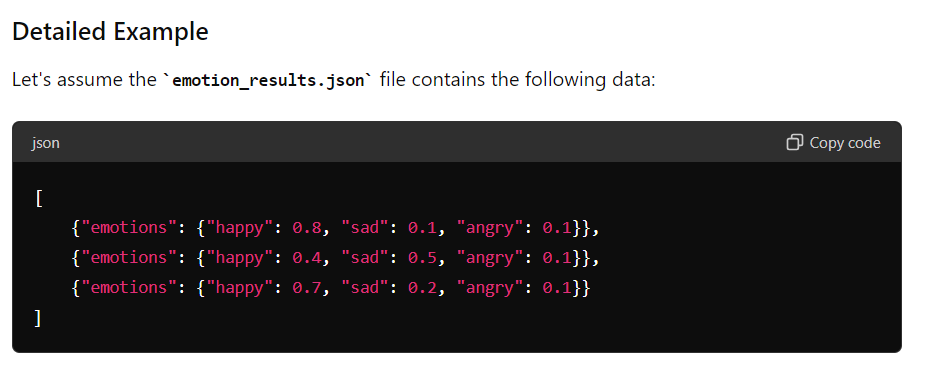 Detailed Example
Let's assume the `emotion_results.json` file contains the following data:
json
Copy code
[
    {"emotions": {"happy": 0.8, "sad": 0.1, "angry": 0.1}},
    {"emotions": {"happy": 0.4, "sad": 0.5, "angry": 0.1}},
    {"emotions": {"happy": 0.7, "sad": 0.2, "angry": 0.1}}
]